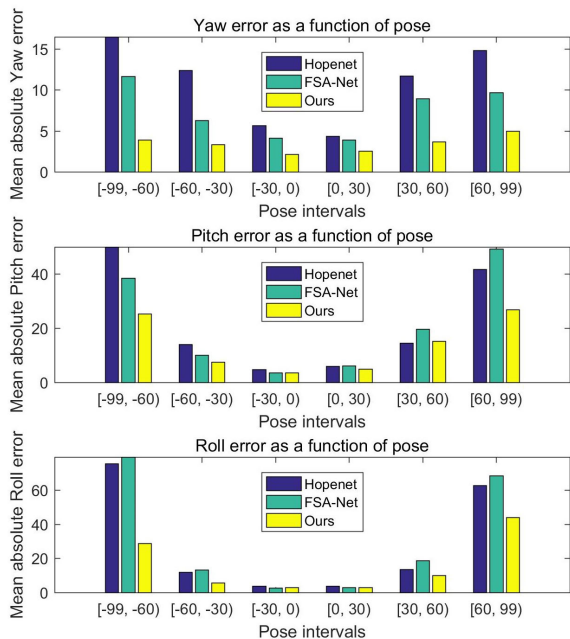 Yaw error as a function of pose
Mean absolute Yaw error
15
10
5
0
Hopenet
FSA-Net
Ours
[-99, -60) [-60, -30) [-30, 0) [0, 30) [30, 60) [60, 99)
Pose intervals
Pitch error as a function of pose
Mean absolute Pitch error
40
20
0
Hopenet
FSA-Net
Ours
[-99, -60) [-60, -30) [-30, 0) [0, 30) [30, 60) [60, 99)
Pose intervals
Roll error as a function of pose
Mean absolute Roll error
60
40
20
0
Hopenet
FSA-Net
Ours
[-99, -60) [-60, -30) [-30, 0) [0, 30) [30, 60) [60, 99)
Pose intervals